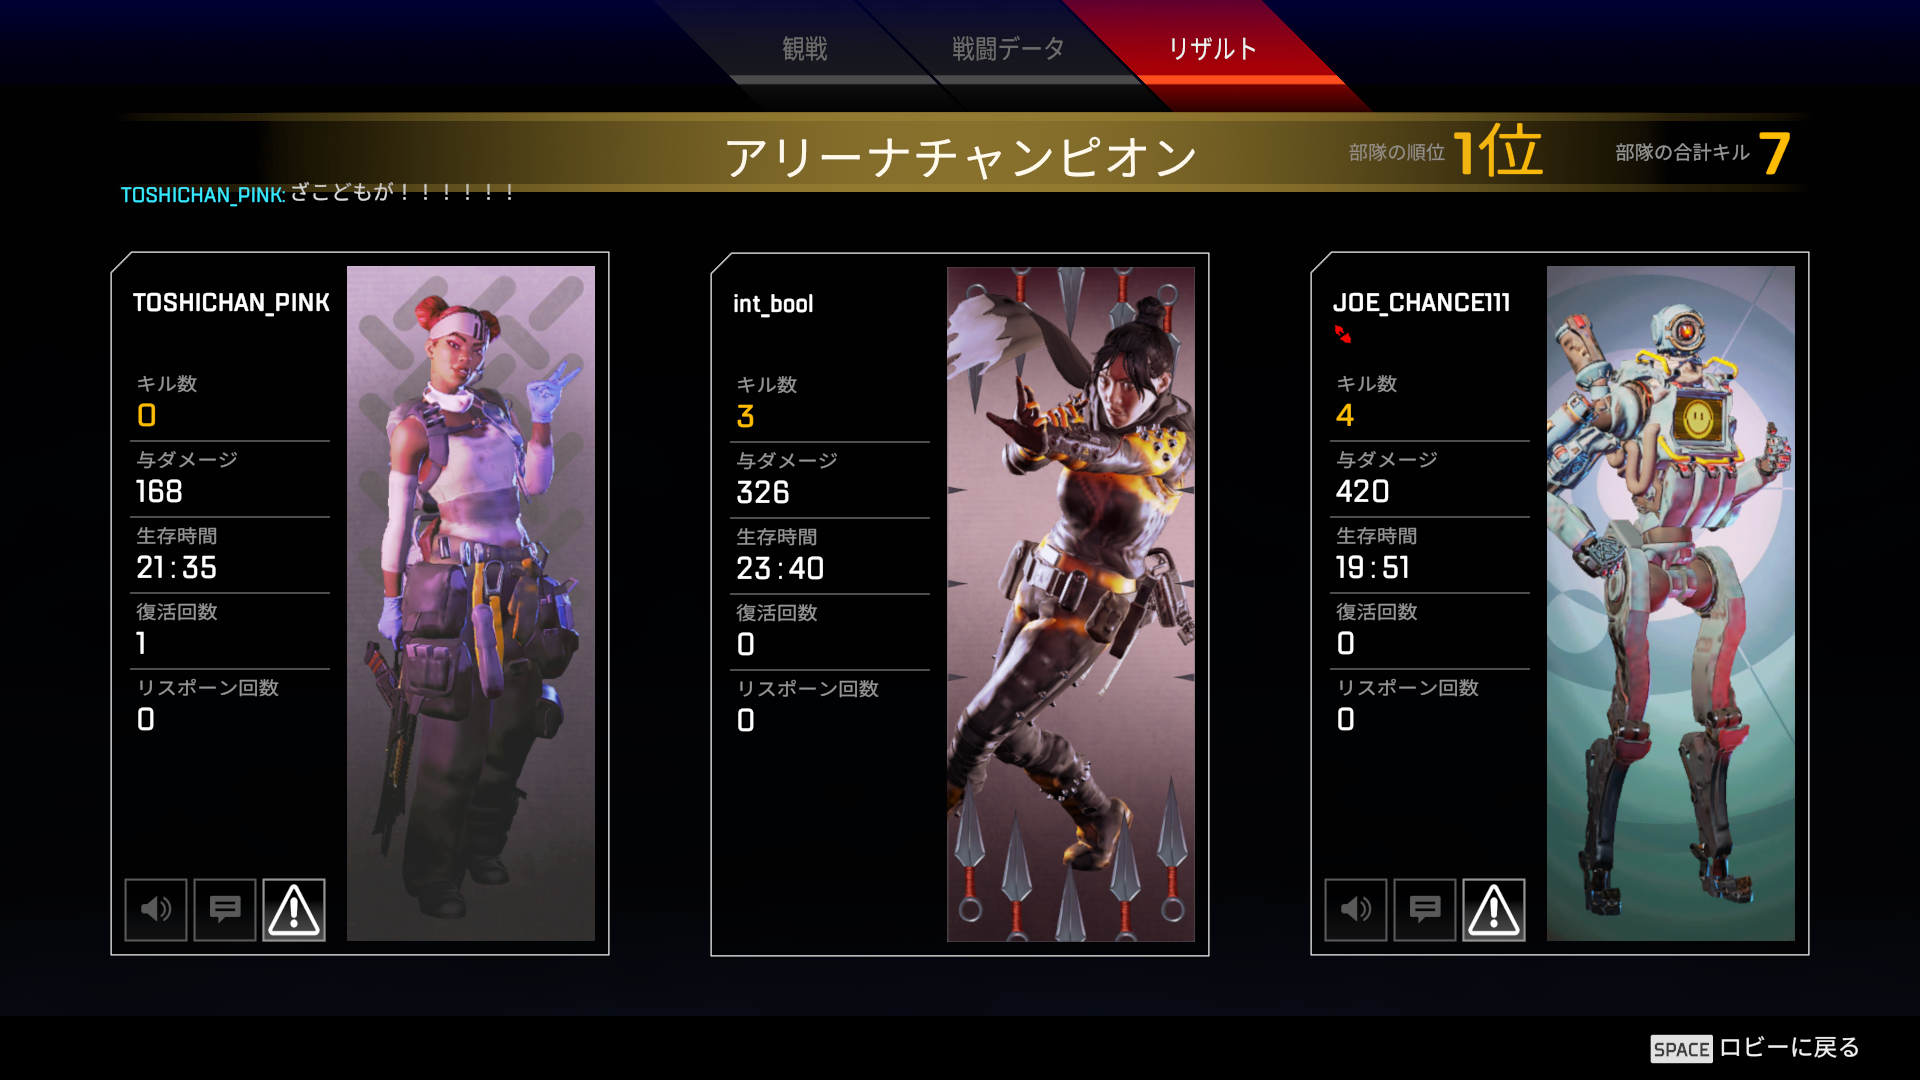 観戦
戦闘データ
リザルト
アリーナチャンピオン
部隊の順位 1位
部隊の合計キル 7
TOSHICHAN_PINK: ざこどもが！！！！！！
TOSHICHAN_PINK
キル数
0
与ダメージ
168
生存時間
21:35
復活回数
1
リスポーン回数
0
int_bool
キル数
3
与ダメージ
326
生存時間
23:40
復活回数
0
リスポーン回数
0
JOE_CHANCE111
キル数
4
与ダメージ
420
生存時間
19:51
復活回数
0
リスポーン回数
0
SPACE ロビーに戻る